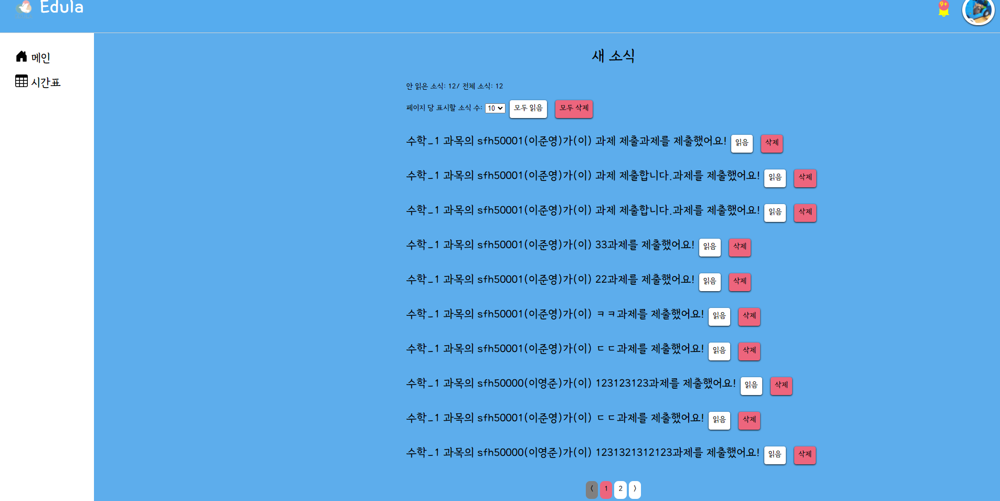 Edula
9+
메인
시간표
새 소식
안 읽은 소식: 12/ 전체 소식: 12
페이지 당 표시할 소식 수: 10 모두 읽음 모두 삭제
수학_1 과목의 sfh50001(이준영)가(이) 과제 제출과제를 제출했어요! 읽음 삭제
수학_1 과목의 sfh50001(이준영)가(이) 과제 제출합니다.과제를 제출했어요! 읽음 삭제
수학_1 과목의 sfh50001(이준영)가(이) 과제 제출합니다.과제를 제출했어요! 읽음 삭제
수학_1 과목의 sfh50001(이준영)가(이) 33과제를 제출했어요! 읽음 삭제
수학_1 과목의 sfh50001(이준영)가(이) 22과제를 제출했어요! 읽음 삭제
수학_1 과목의 sfh50001(이준영)가(이) ㅋㅋ과제를 제출했어요! 읽음 삭제
수학_1 과목의 sfh50001(이준영)가(이) ㄷㄷ과제를 제출했어요! 읽음 삭제
수학_1 과목의 sfh50000(이영준)가(이) 123123123과제를 제출했어요! 읽음 삭제
수학_1 과목의 sfh50001(이준영)가(이) ㄷㄷ과제를 제출했어요! 읽음 삭제
수학_1 과목의 sfh50000(이영준)가(이) 1231321312123과제를 제출했어요! 읽음 삭제
⟨ 1 2 ⟩